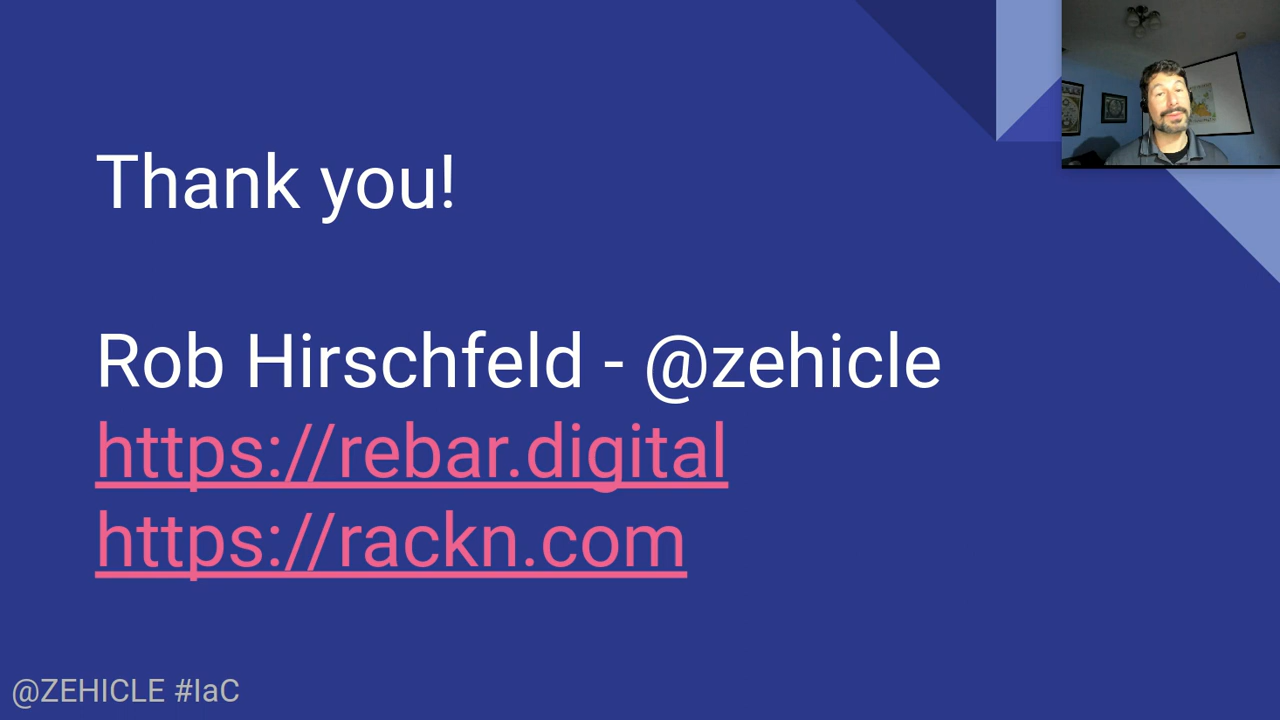 Thank you!
Rob Hirschfeld - @zehicle
https://rebar.digital
https://rackn.com
@ZEHICLE #IaC